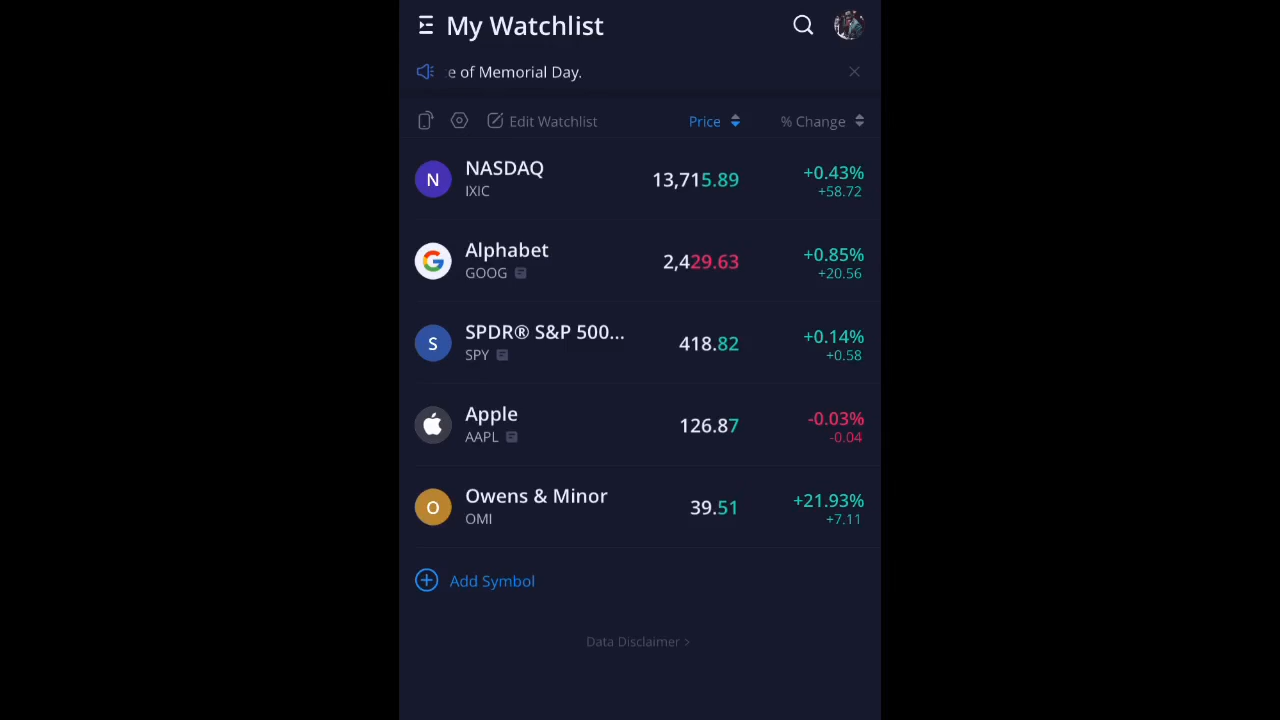 My Watchlist
e of Memorial Day.
Edit Watchlist Price % Change
N NASDAQ 13,715.89 +0.43%
IXIC +58.72
G Alphabet 2,429.63 +0.85%
GOOG +20.56
S SPDR® S&P 500... 418.82 +0.14%
SPY +0.58
Apple 126.87 -0.03%
AAPL -0.04
O Owens & Minor 39.51 +21.93%
OMI +7.11
Add Symbol
Data Disclaimer >